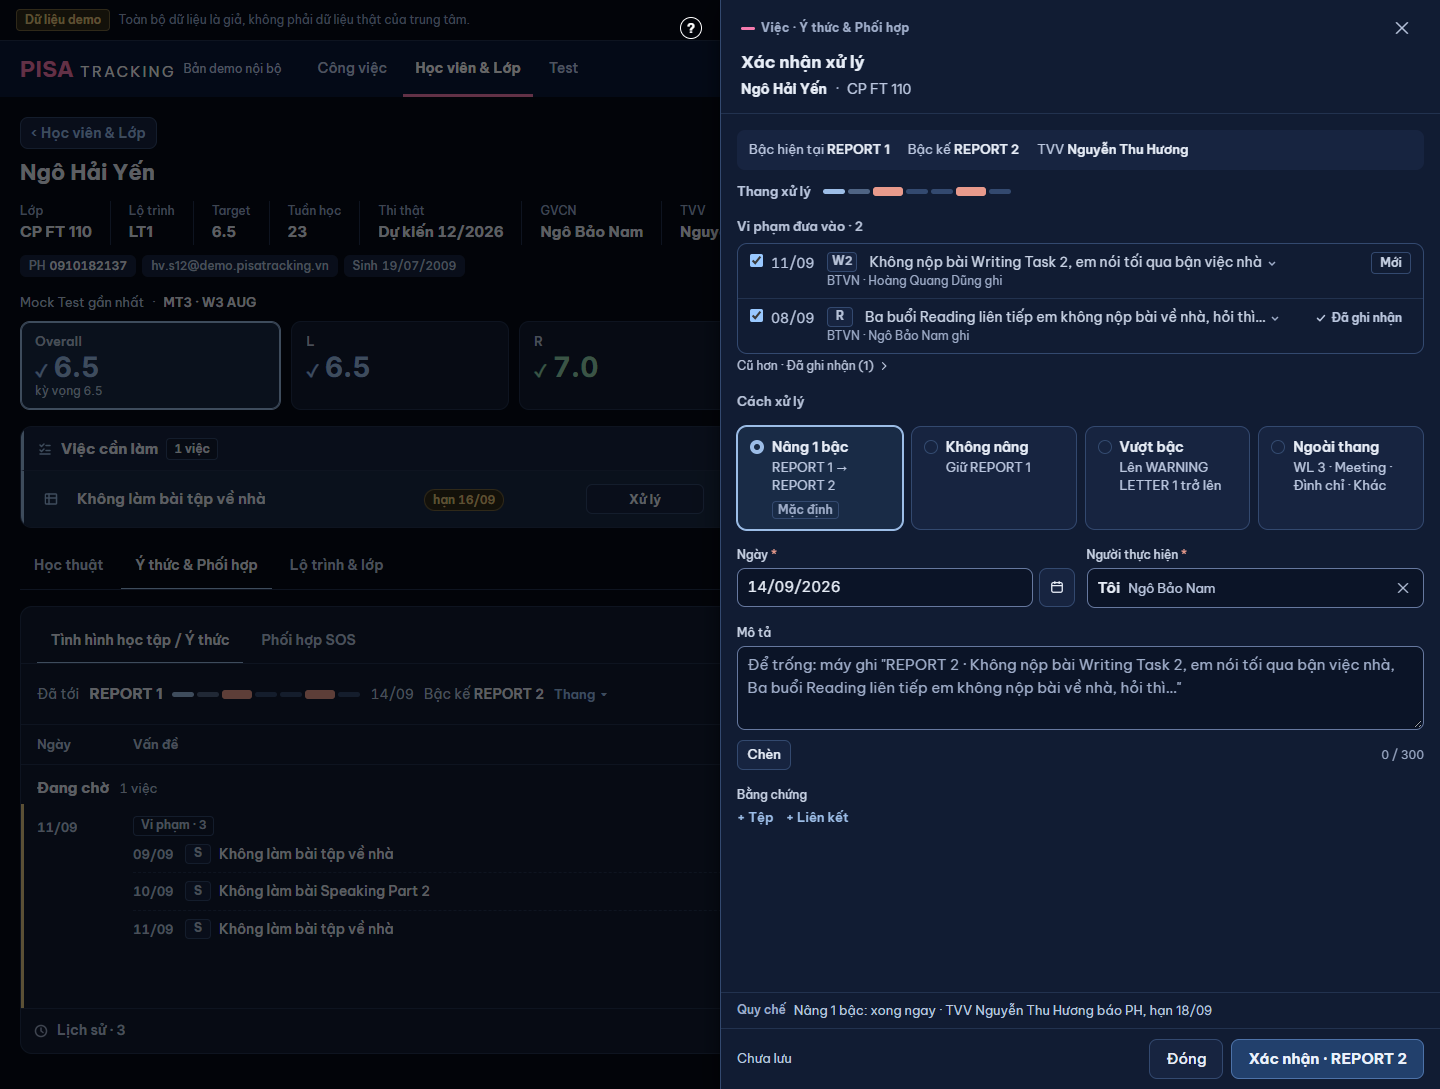 Dữ liệu demo Toàn bộ dữ liệu là giả, không phải dữ liệu thật của trung tâm.
?
PISA TRACKING Bản demo nội bộ Công việc Học viên & Lớp Test
‹ Học viên & Lớp
Ngô Hải Yến
Lớp Lộ trình Target Tuần học Thi thật GVCN TVV
CP FT 110 LT1 6.5 23 Dự kiến 12/2026 Ngô Bảo Nam Nguy
PH 0910182137 hv.s12@demo.pisatracking.vn Sinh 19/07/2009
Mock Test gần nhất · MT3 · W3 AUG
Overall L R
✓ 6.5 ✓ 6.5 ✓ 7.0
kỳ vọng 6.5
Việc cần làm 1 việc
Không làm bài tập về nhà hạn 16/09 Xử lý
Học thuật Ý thức & Phối hợp Lộ trình & lớp
Tình hình học tập / Ý thức Phối hợp SOS
Đã tới REPORT 1 14/09 Bậc kế REPORT 2 Thang
Ngày Vấn đề
Đang chờ 1 việc
11/09 Vi phạm · 3
09/09 S Không làm bài tập về nhà
10/09 S Không làm bài Speaking Part 2
11/09 S Không làm bài tập về nhà
Lịch sử · 3
Việc · Ý thức & Phối hợp
Xác nhận xử lý
Ngô Hải Yến · CP FT 110
Bậc hiện tại REPORT 1 Bậc kế REPORT 2 TVV Nguyễn Thu Hương
Thang xử lý
Vi phạm đưa vào · 2
11/09 W2 Không nộp bài Writing Task 2, em nói tối qua bận việc nhà Mới
BTVN · Hoàng Quang Dũng ghi
08/09 R Ba buổi Reading liên tiếp em không nộp bài về nhà, hỏi thì... ✓ Đã ghi nhận
BTVN · Ngô Bảo Nam ghi
Cũ hơn · Đã ghi nhận (1)
Cách xử lý
Nâng 1 bậc Không nâng Vượt bậc Ngoài thang
REPORT 1 → Giữ REPORT 1 Lên WARNING WL 3 · Meeting ·
REPORT 2 LETTER 1 trở lên Đình chỉ · Khác
Mặc định
Ngày * Người thực hiện *
14/09/2026 Tôi Ngô Bảo Nam
Mô tả
Để trống: máy ghi "REPORT 2 · Không nộp bài Writing Task 2, em nói tối qua bận việc nhà,
Ba buổi Reading liên tiếp em không nộp bài về nhà, hỏi thì..."
Chèn 0 / 300
Bằng chứng
+ Tệp + Liên kết
Quy chế Nâng 1 bậc: xong ngay · TVV Nguyễn Thu Hương báo PH, hạn 18/09
Chưa lưu Đóng Xác nhận · REPORT 2